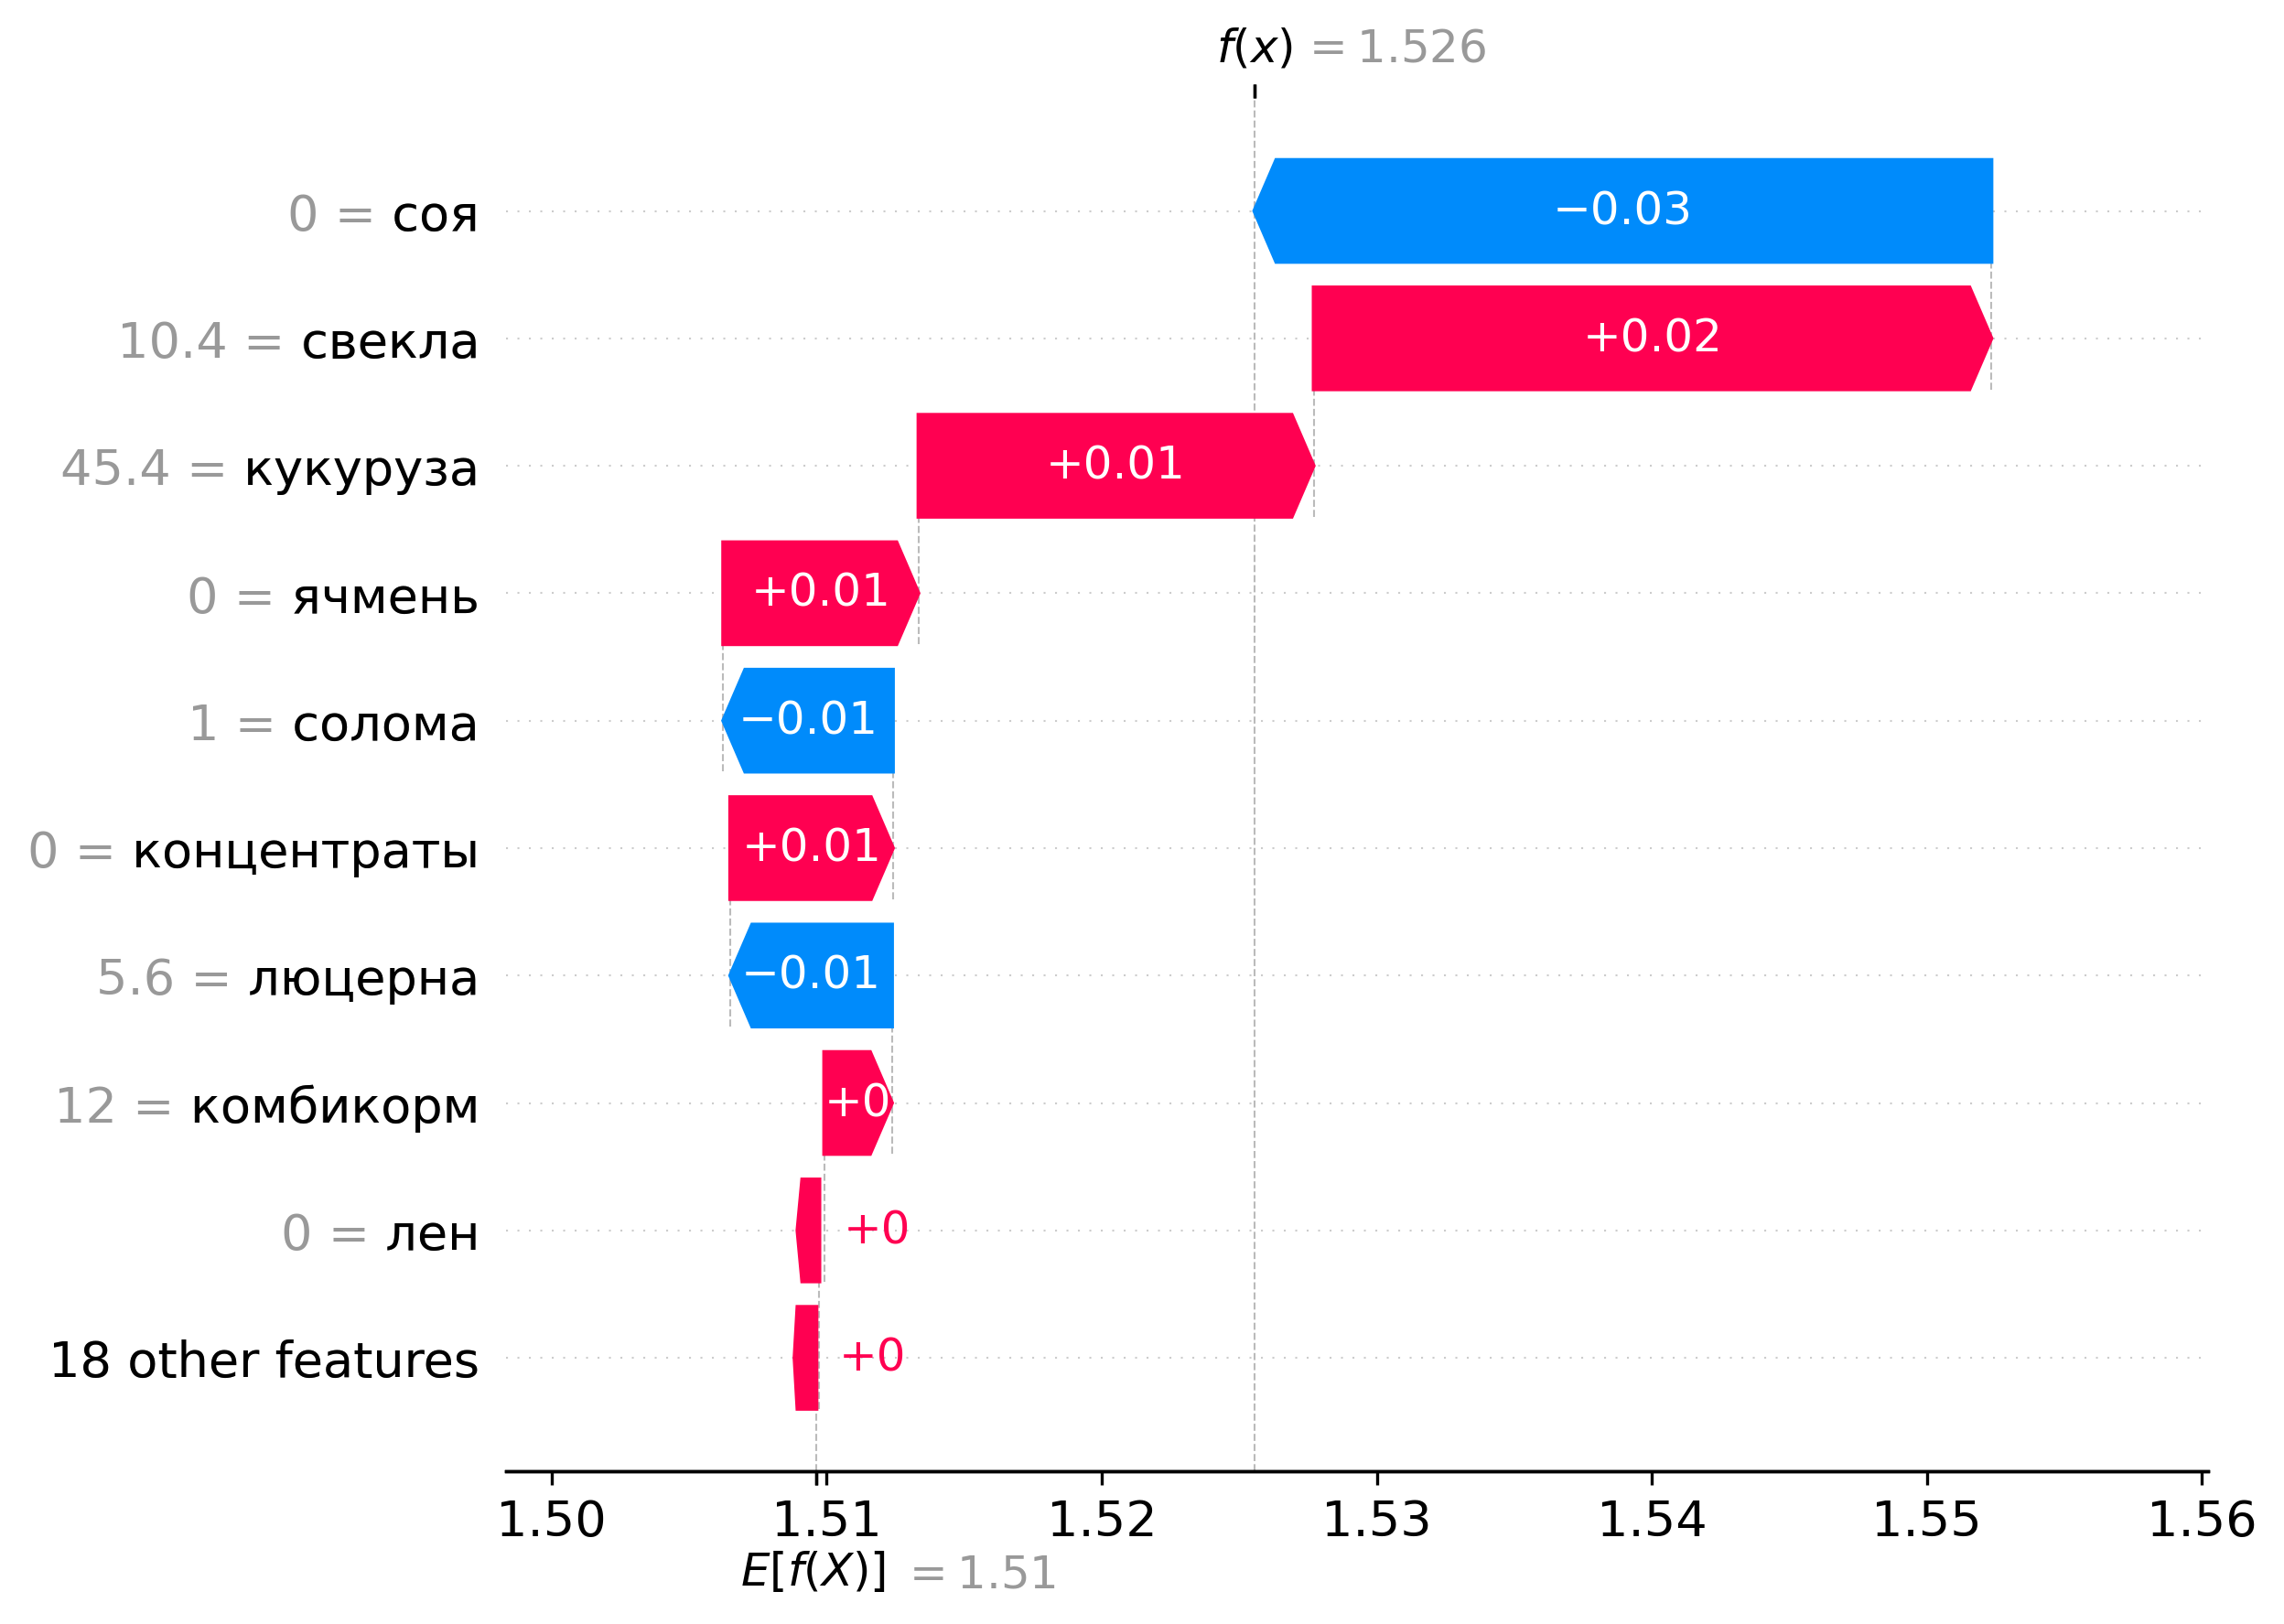 f(x) = 1.526
0 = соя −0.03
10.4 = свекла +0.02
45.4 = кукуруза +0.01
0 = ячмень +0.01
1 = солома −0.01
0 = концентраты +0.01
5.6 = люцерна −0.01
12 = комбикорм +0
0 = лен +0
18 other features +0
1.50 1.51 1.52 1.53 1.54 1.55 1.56
E[f(X)] = 1.51